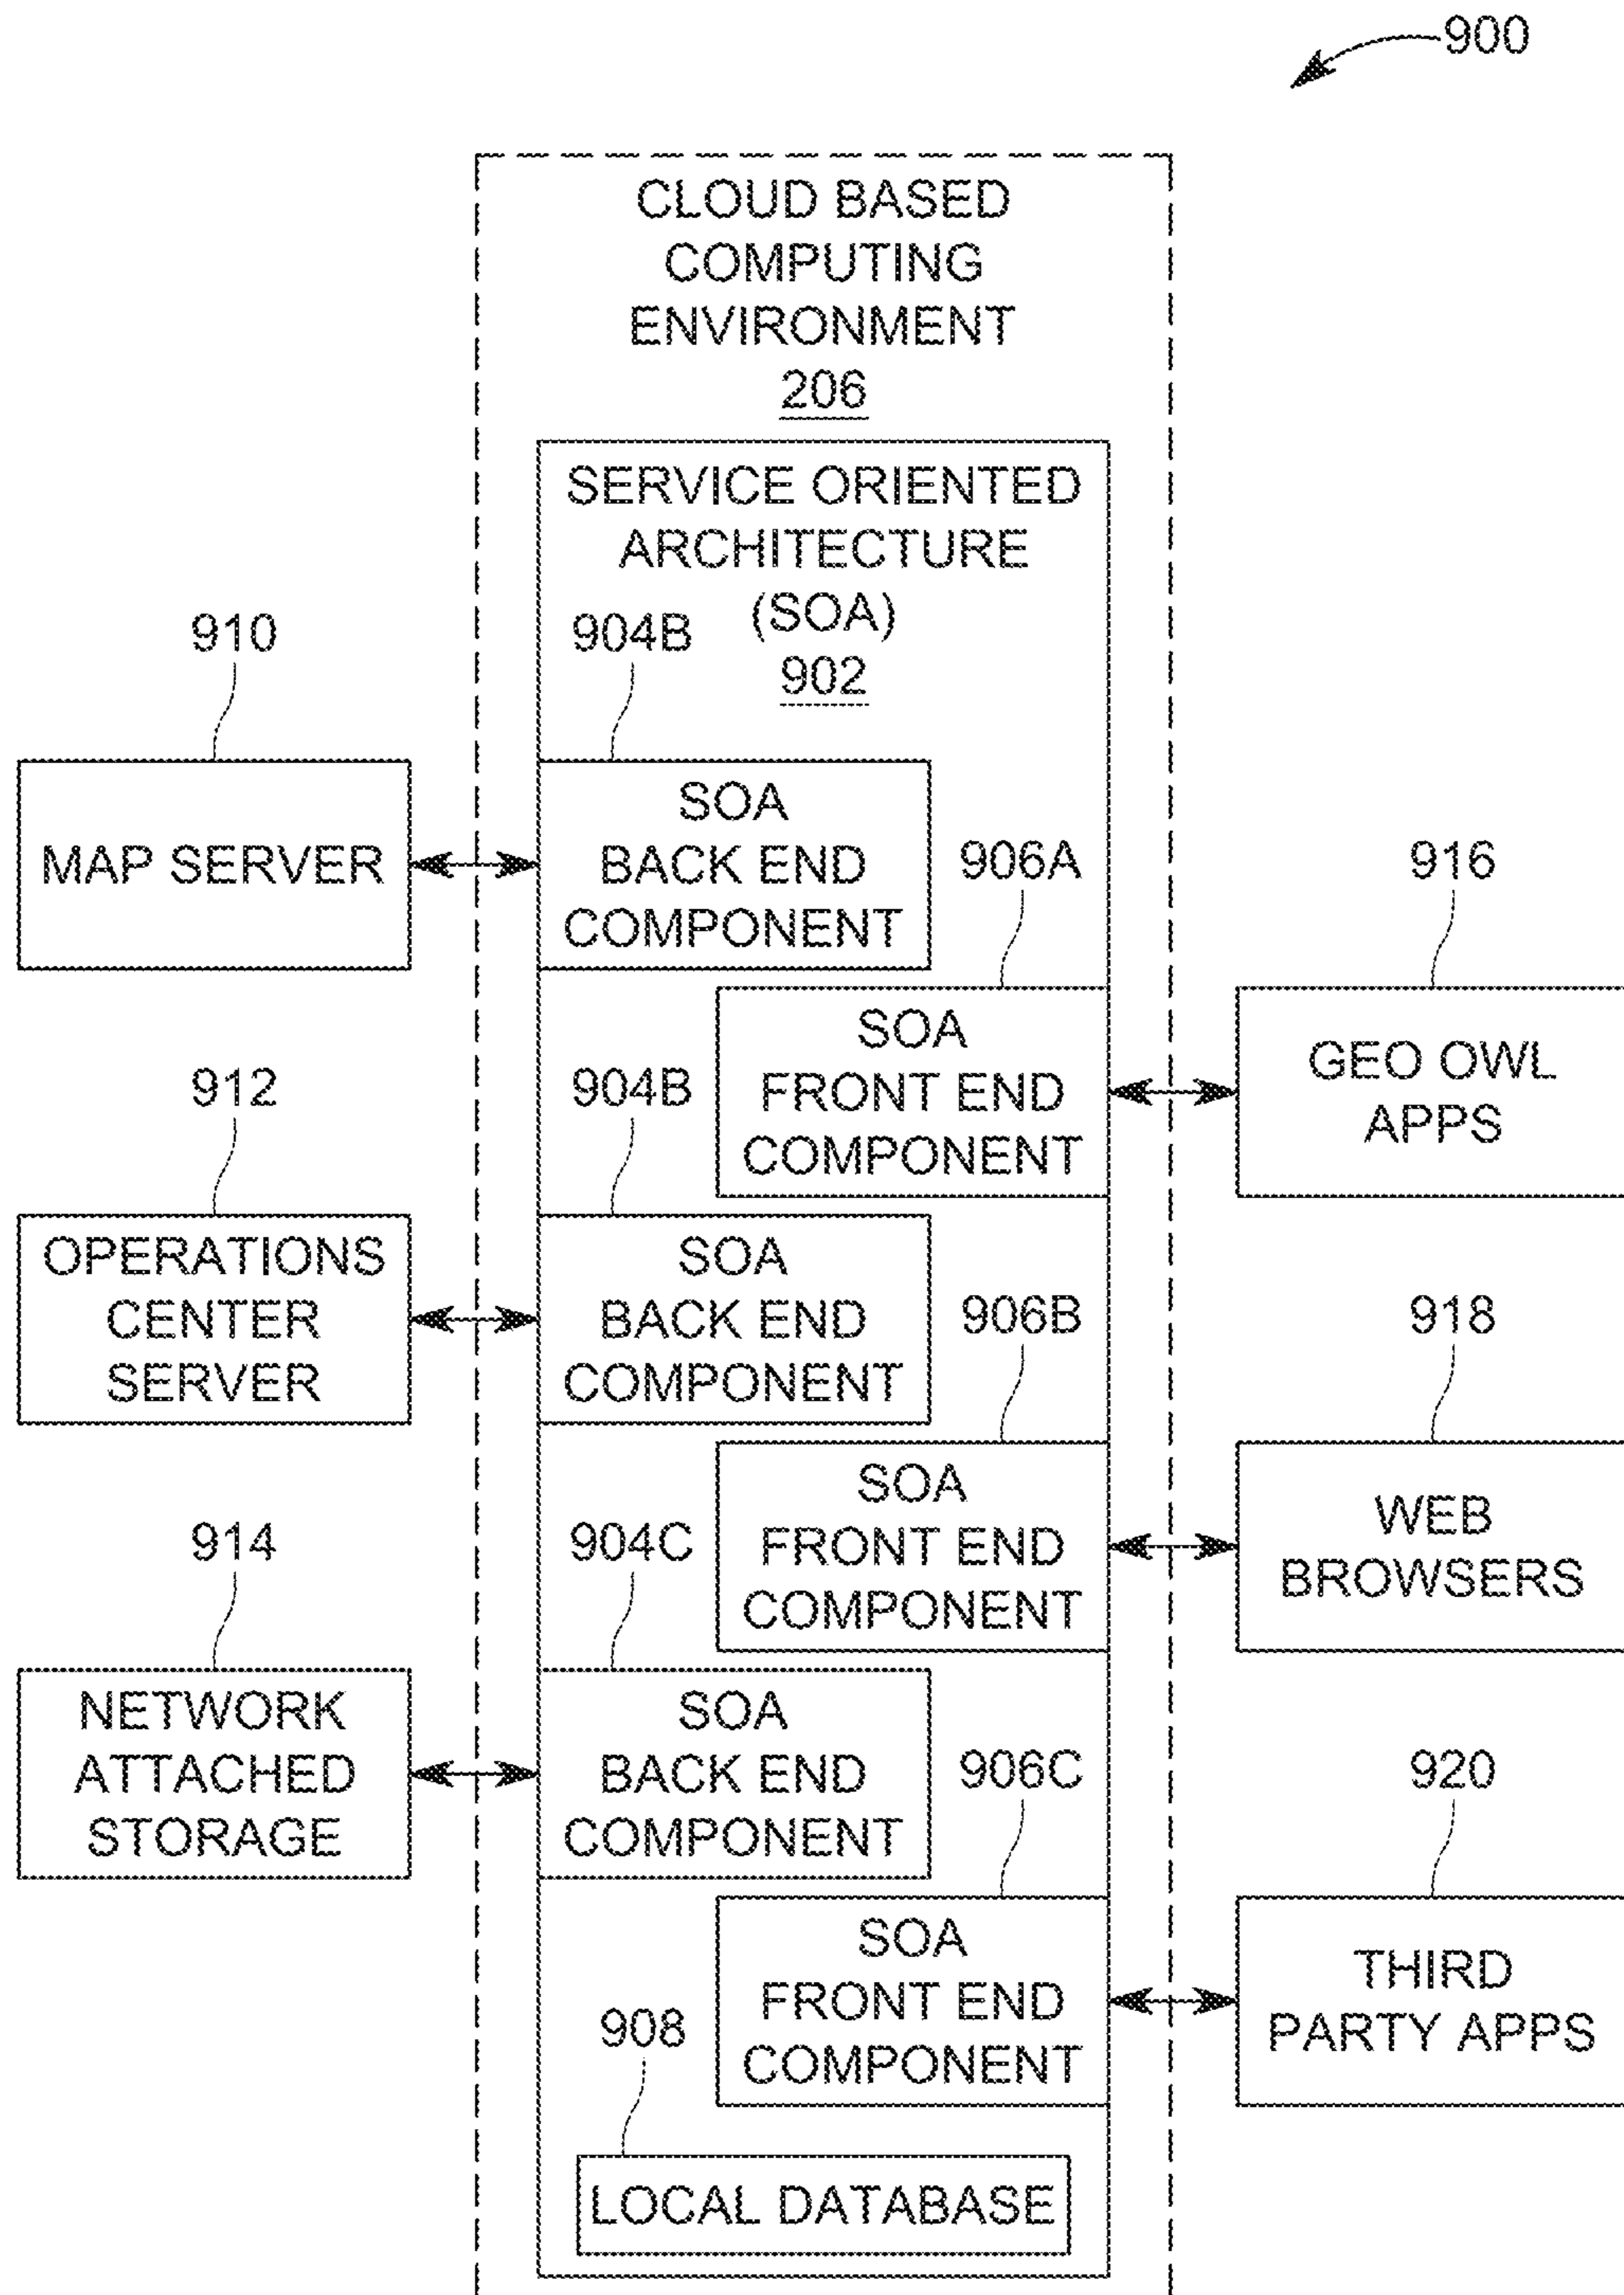 900
CLOUD BASED
COMPUTING
ENVIRONMENT
206
SERVICE ORIENTED
ARCHITECTURE
(SOA)
902
910
904B
MAP SERVER
SOA
BACK END
COMPONENT
906A
916
SOA
FRONT END
COMPONENT
GEO OWL
APPS
912
904B
OPERATIONS
CENTER
SERVER
SOA
BACK END
COMPONENT
906B
918
SOA
FRONT END
COMPONENT
WEB
BROWSERS
914
904C
NETWORK
ATTACHED
STORAGE
SOA
BACK END
COMPONENT
906C
920
SOA
FRONT END
COMPONENT
THIRD
PARTY APPS
908
LOCAL DATABASE